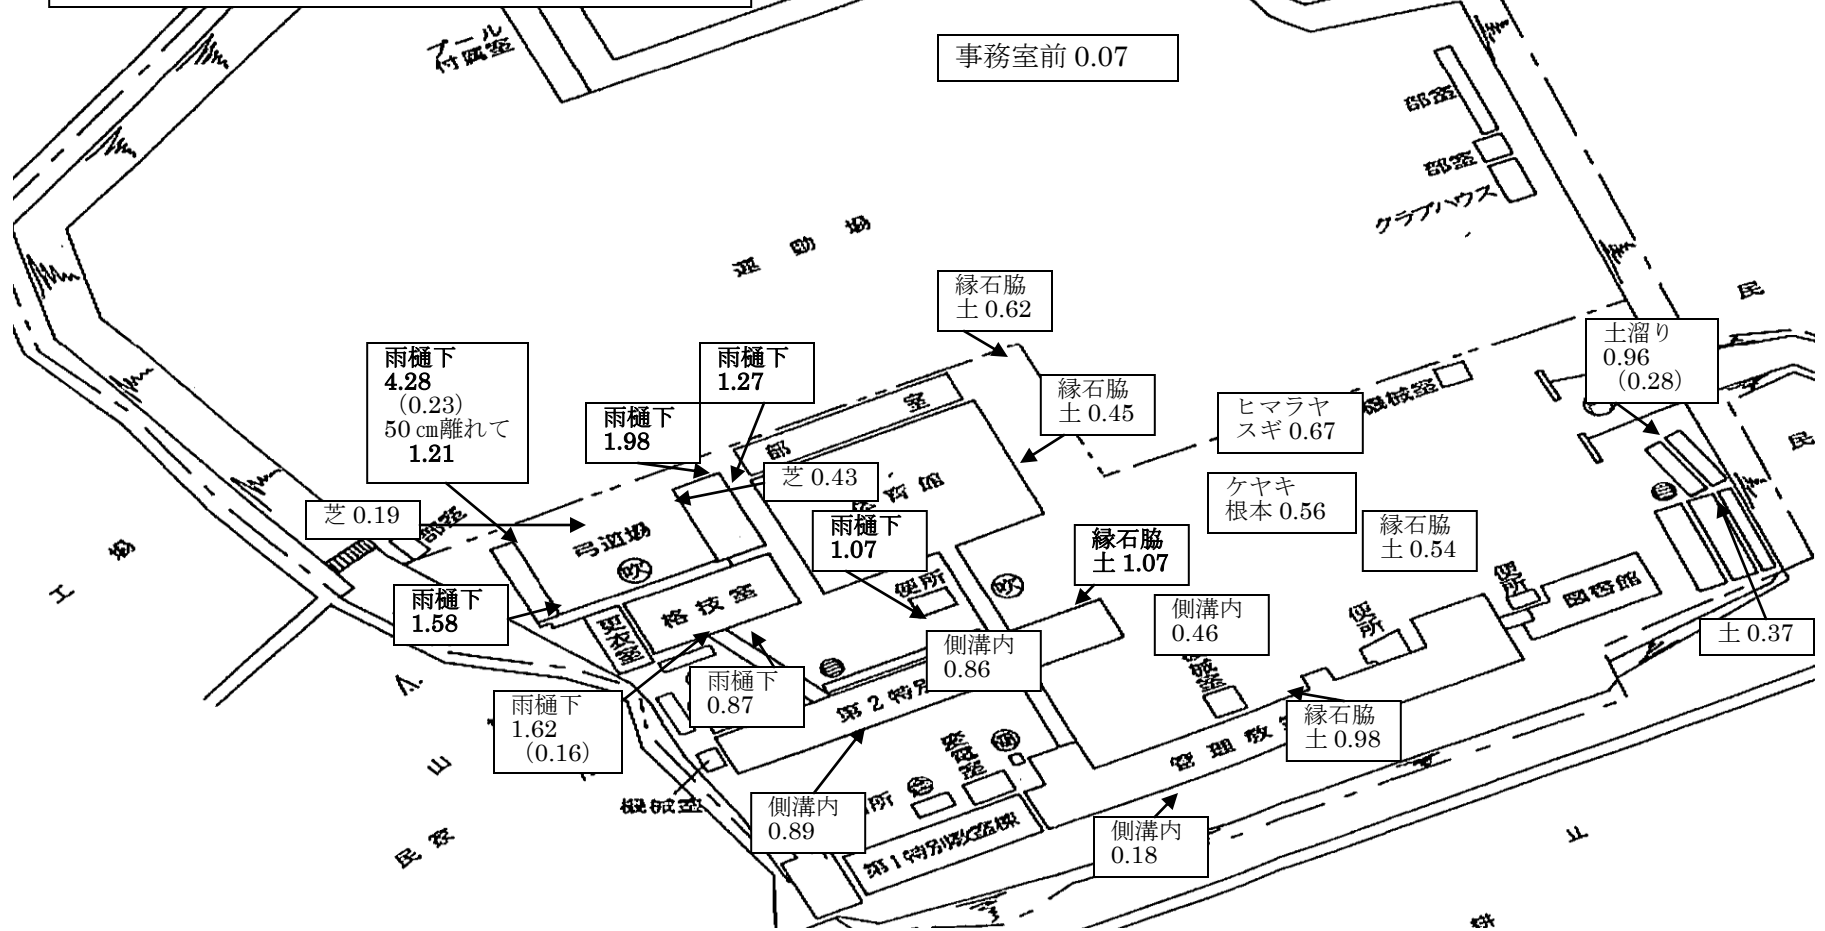 プール
付属室
事務室前 0.07
部室
部室
クラブハウス
運動場
民
縁石脇
土 0.62
土溜り
0.96
（0.28）
雨樋下
4.28
（0.23）
50 ㎝離れて
1.21
雨樋下
1.27
雨樋下
1.98
縁石脇
土 0.45
ヒマラヤ
スギ 0.67
機械室
民
部室
芝 0.43
芝 0.19
部室
弓道場
吹
ケヤキ
根本 0.56
縁石脇
土 0.54
雨樋下
1.07
縁石脇
土 1.07
工場
雨樋下
1.58
格技室
更衣室
便所
吹
側溝内
0.46
便所
便所
図書館
土 0.37
側溝内
0.86
雨樋下
0.87
雨樋下
1.62
（0.16）
第2特別
縁石脇
土 0.98
管理教
山
機械室
民家
側溝内
0.89
所
第1特別教室棟
側溝内
0.18